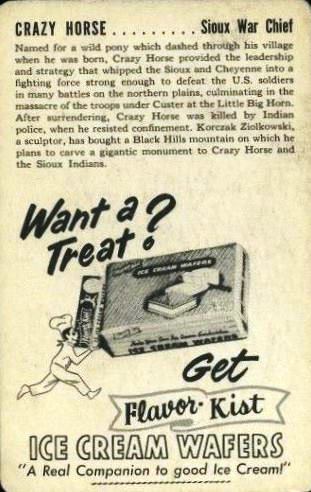 CRAZY HORSE .......... Sioux War Chief
Named for a wild pony which dashed through his village
when he was born, Crazy Horse provided the leadership
and strategy that whipped the Sioux and Cheyenne into a
fighting force strong enough to defeat the U.S. soldiers
in many battles on the northern plains, culminating in the
massacre of the troops under Custer at the Little Big Horn.
After surrendering, Crazy Horse was killed by Indian
police, when he resisted confinement. Korczak Ziolkowski,
a sculptor, has bought a Black Hills mountain on which he
plans to carve a gigantic monument to Crazy Horse and
the Sioux Indians.
Want a
Treat?
ICE CREAM WAFERS
ICE CREAM WAFERS
Get
Flavor-Kist
ICE CREAM WAFERS
"A Real Companion to good Ice Cream!"